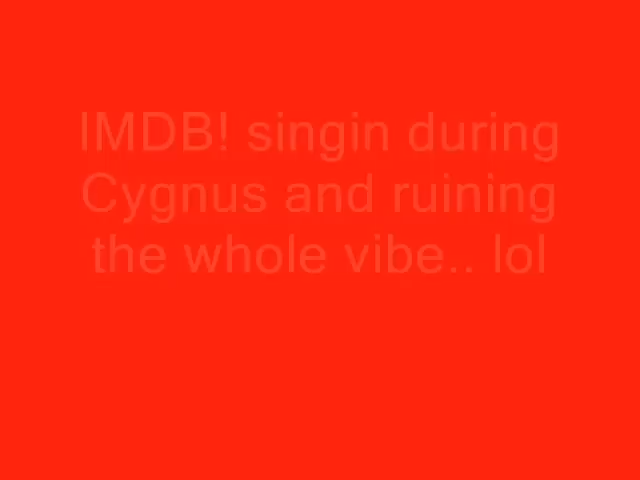 IMDB! singin during
Cygnus and ruining
the whole vibe.. lol